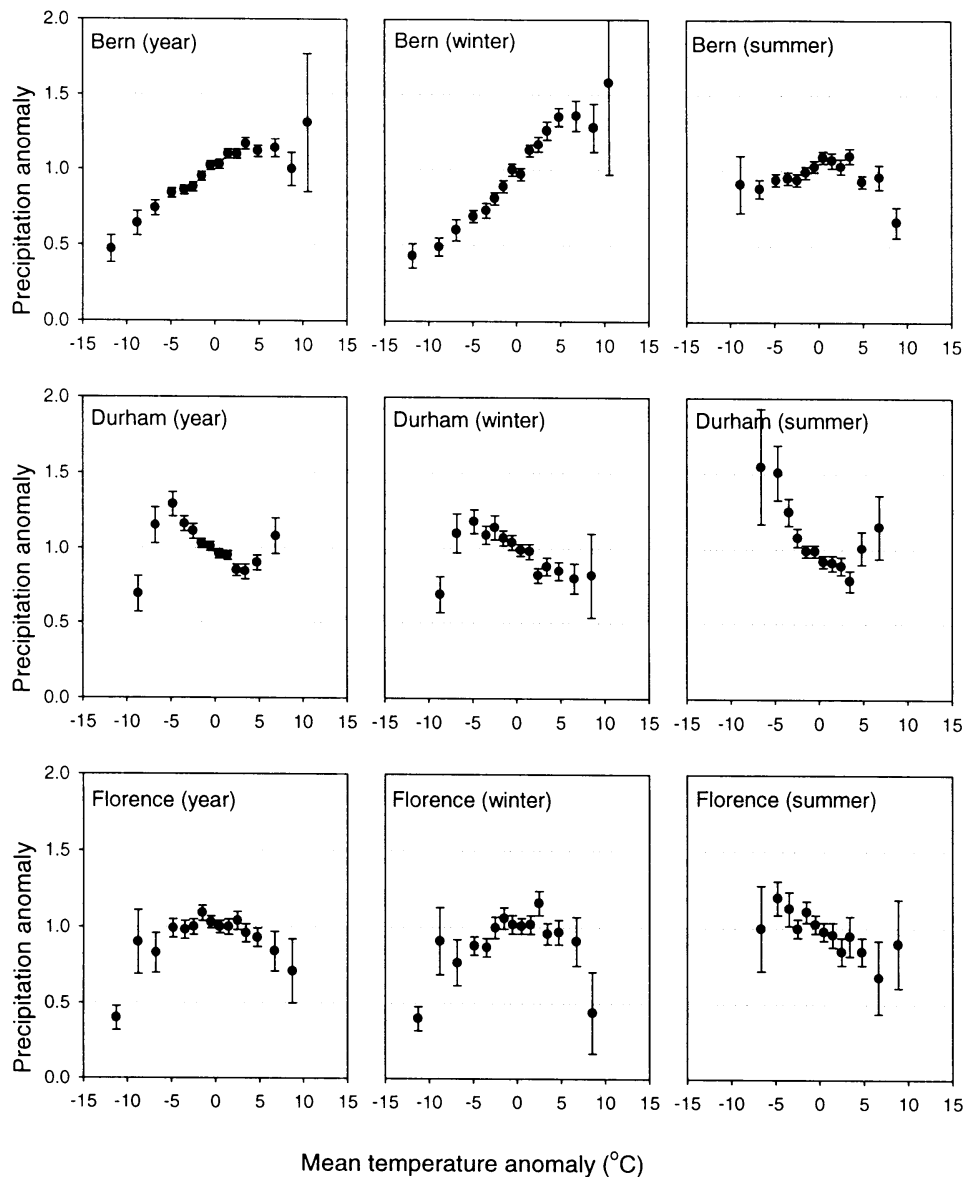 2.0
Bern (year)
Bern (winter)
Bern (summer)
1.5
1.0
0.5
0.0
Precipitation anomaly
-15 -10 -5 0 5 10 15
-15 -10 -5 0 5 10 15
-15 -10 -5 0 5 10 15
2.0
Durham (year)
Durham (winter)
Durham (summer)
1.5
1.0
0.5
0.0
Precipitation anomaly
-15 -10 -5 0 5 10 15
-15 -10 -5 0 5 10 15
-15 -10 -5 0 5 10 15
2.0
Florence (year)
Florence (winter)
Florence (summer)
1.5
1.0
0.5
0.0
Precipitation anomaly
-15 -10 -5 0 5 10 15
-15 -10 -5 0 5 10 15
-15 -10 -5 0 5 10 15
Mean temperature anomaly (°C)